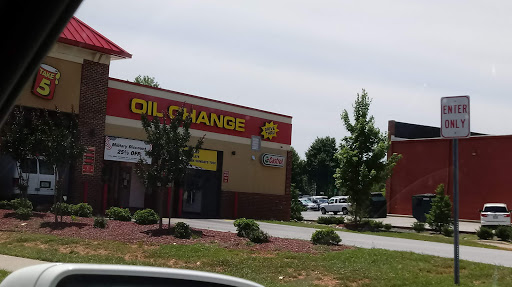 TAKE
5
OIL CHANGE
Military Discount
25% OFF
Castrol
ENTER
ONLY